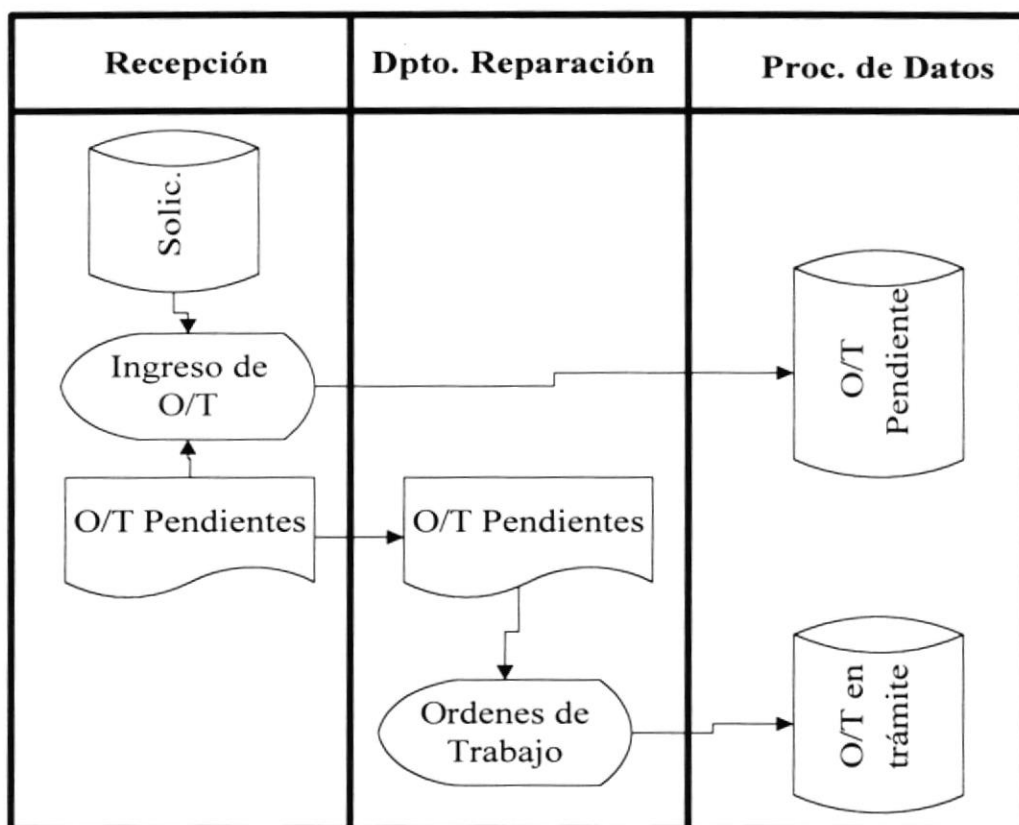 Recepción
Dpto. Reparación
Proc. de Datos
Solic.
Ingreso de
O/T
O/T
Pendiente
O/T Pendientes
O/T Pendientes
Ordenes de
Trabajo
O/T en
trámite